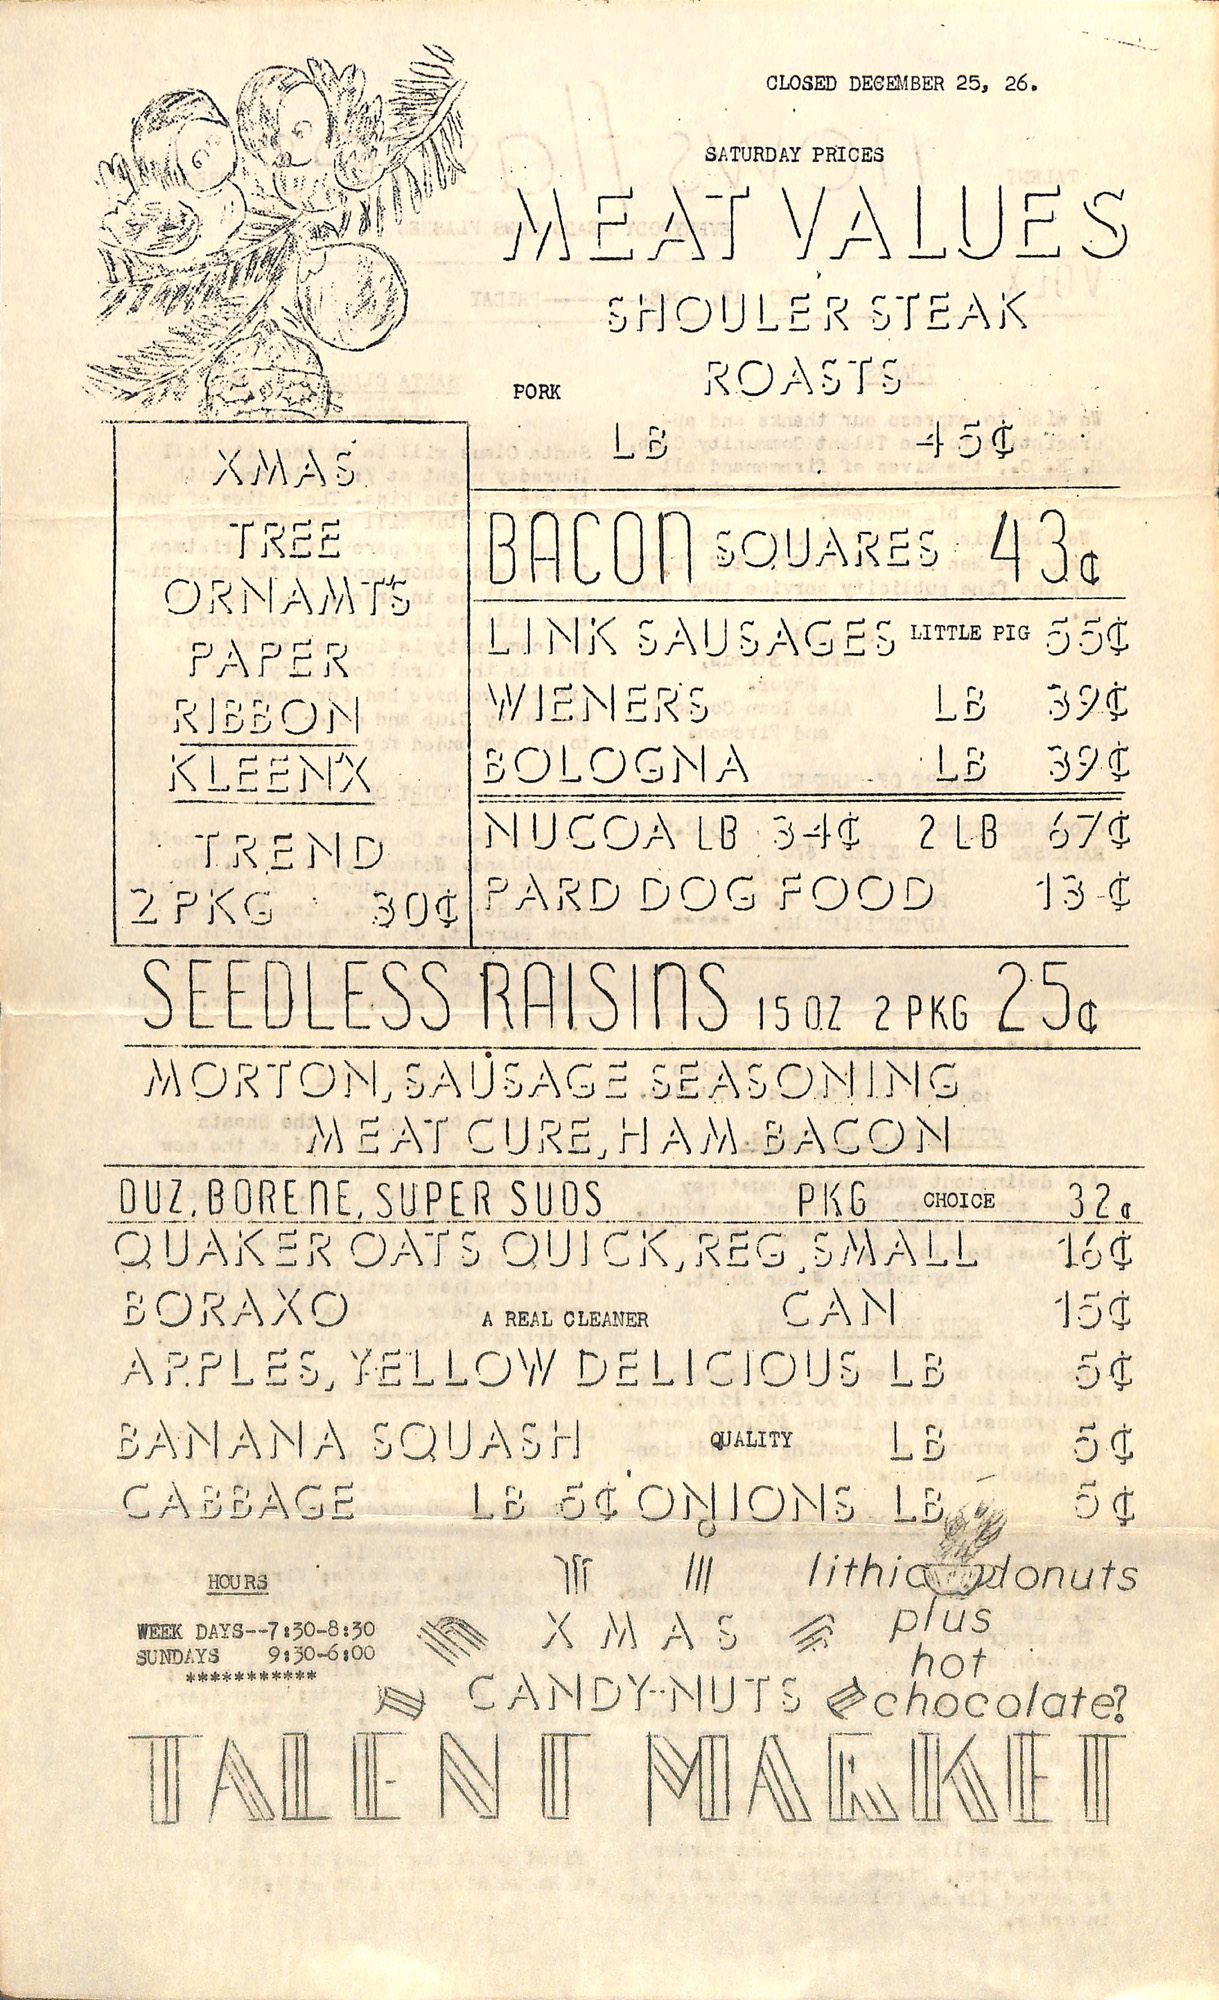 CLOSED DECEMBER 25, 26.
SATURDAY PRICES
MEAT VALUES
SHOULER STEAK
PORK ROASTS
LB 45¢
XMAS
TREE
ORNAMT'S
PAPER
RIBBON
KLEEN'X
TREND
2 PKG 30¢
BACON SQUARES 43¢
LINK SAUSAGES LITTLE PIG 55¢
WIENERS LB 39¢
BOLOGNA LB 39¢
NUCOA LB 34¢ 2 LB 67¢
PARD DOG FOOD 13¢
SEEDLESS RAISINS 15 OZ 2 PKG 25¢
MORTON, SAUSAGE SEASONING
MEAT CURE, HAM BACON
DUZ, BORENE, SUPER SUDS PKG CHOICE 32¢
QUAKER OATS QUICK, REG, SMALL 16¢
BORAXO A REAL CLEANER CAN 15¢
APPLES, YELLOW DELICIOUS LB 5¢
BANANA SQUASH QUALITY LB 5¢
CABBAGE LB 5¢ ONIONS LB 5¢
HOURS
WEEK DAYS--7:30-8:30
SUNDAYS 9:30-6:00
***********
XMAS
CANDY-NUTS
lithia donuts
plus
hot
chocolate?
TALENT MARKET